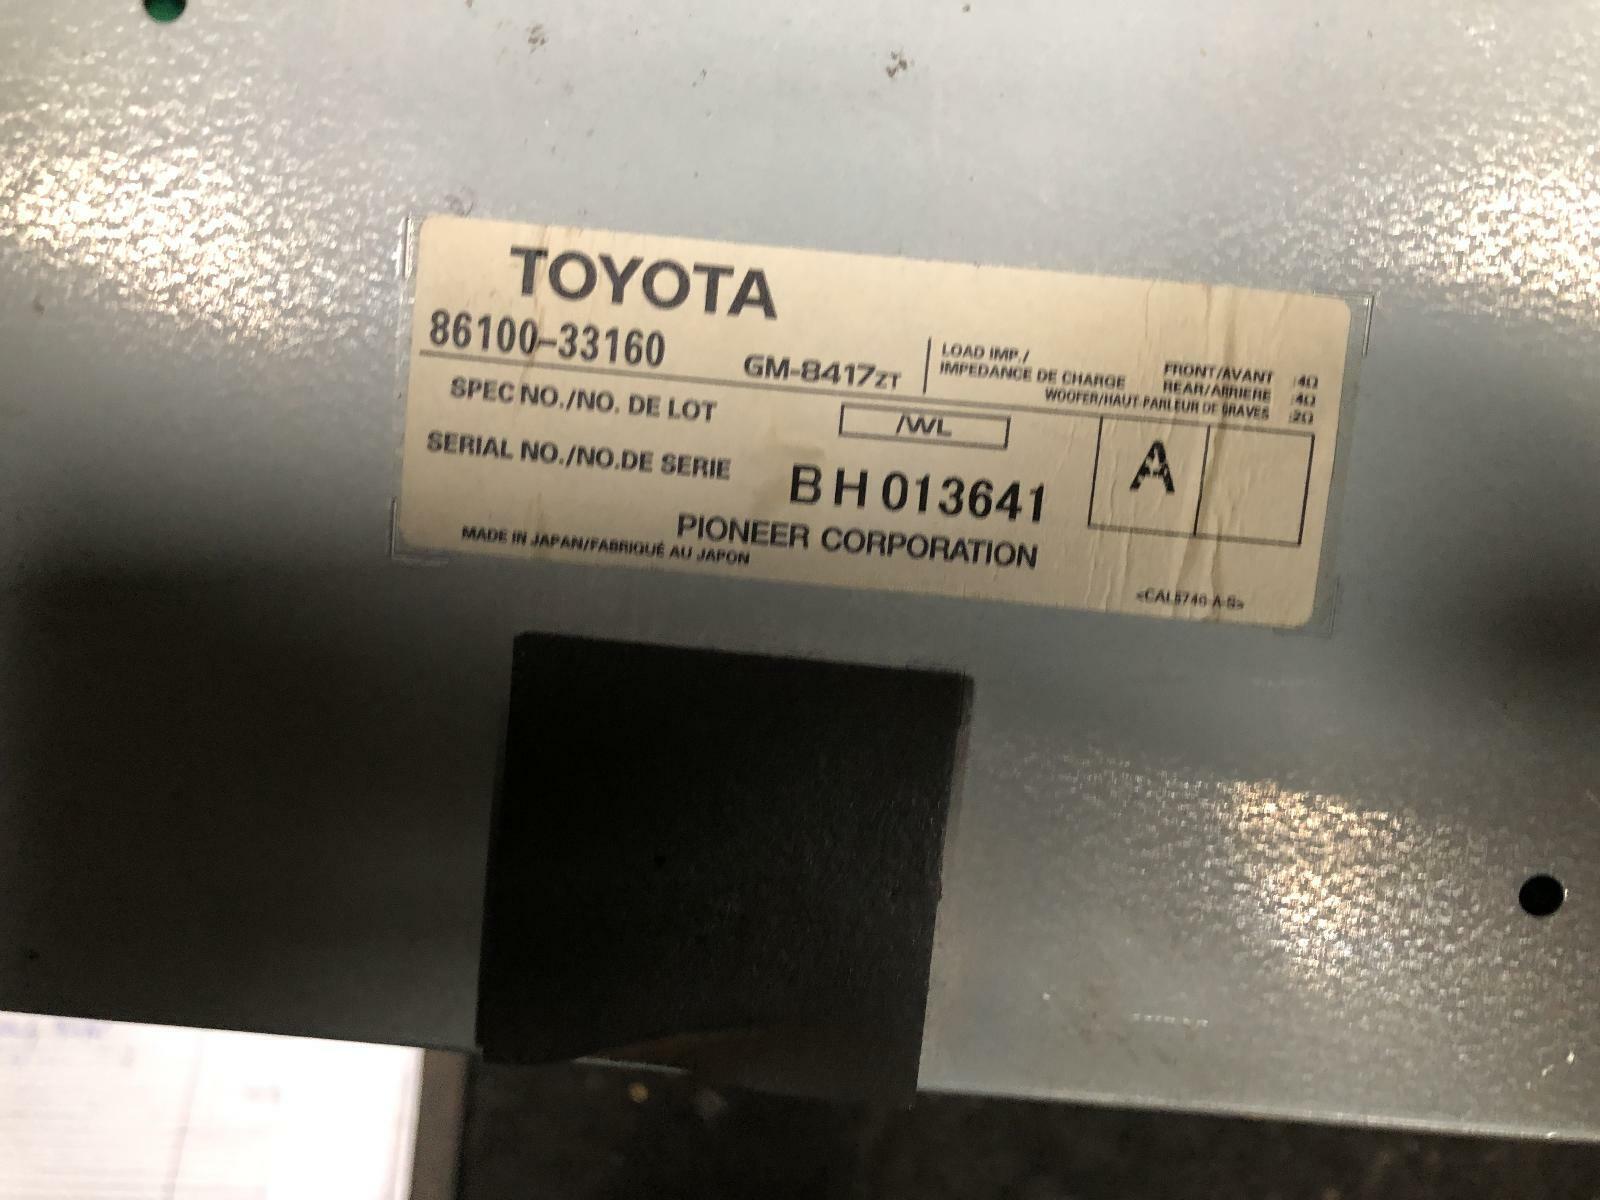 TOYOTA
86100-33160
GM-8417ZT
LOAD IMP./
IMPEDANCE DE CHARGE
FRONT/AVANT :4Ω
REAR/ARRIERE :4Ω
WOOFER/HAUT-PARLEUR DE GRAVES :2Ω
SPEC NO./NO. DE LOT
/WL
A
SERIAL NO./NO.DE SERIE
BH013641
PIONEER CORPORATION
MADE IN JAPAN/FABRIQUÉ AU JAPON